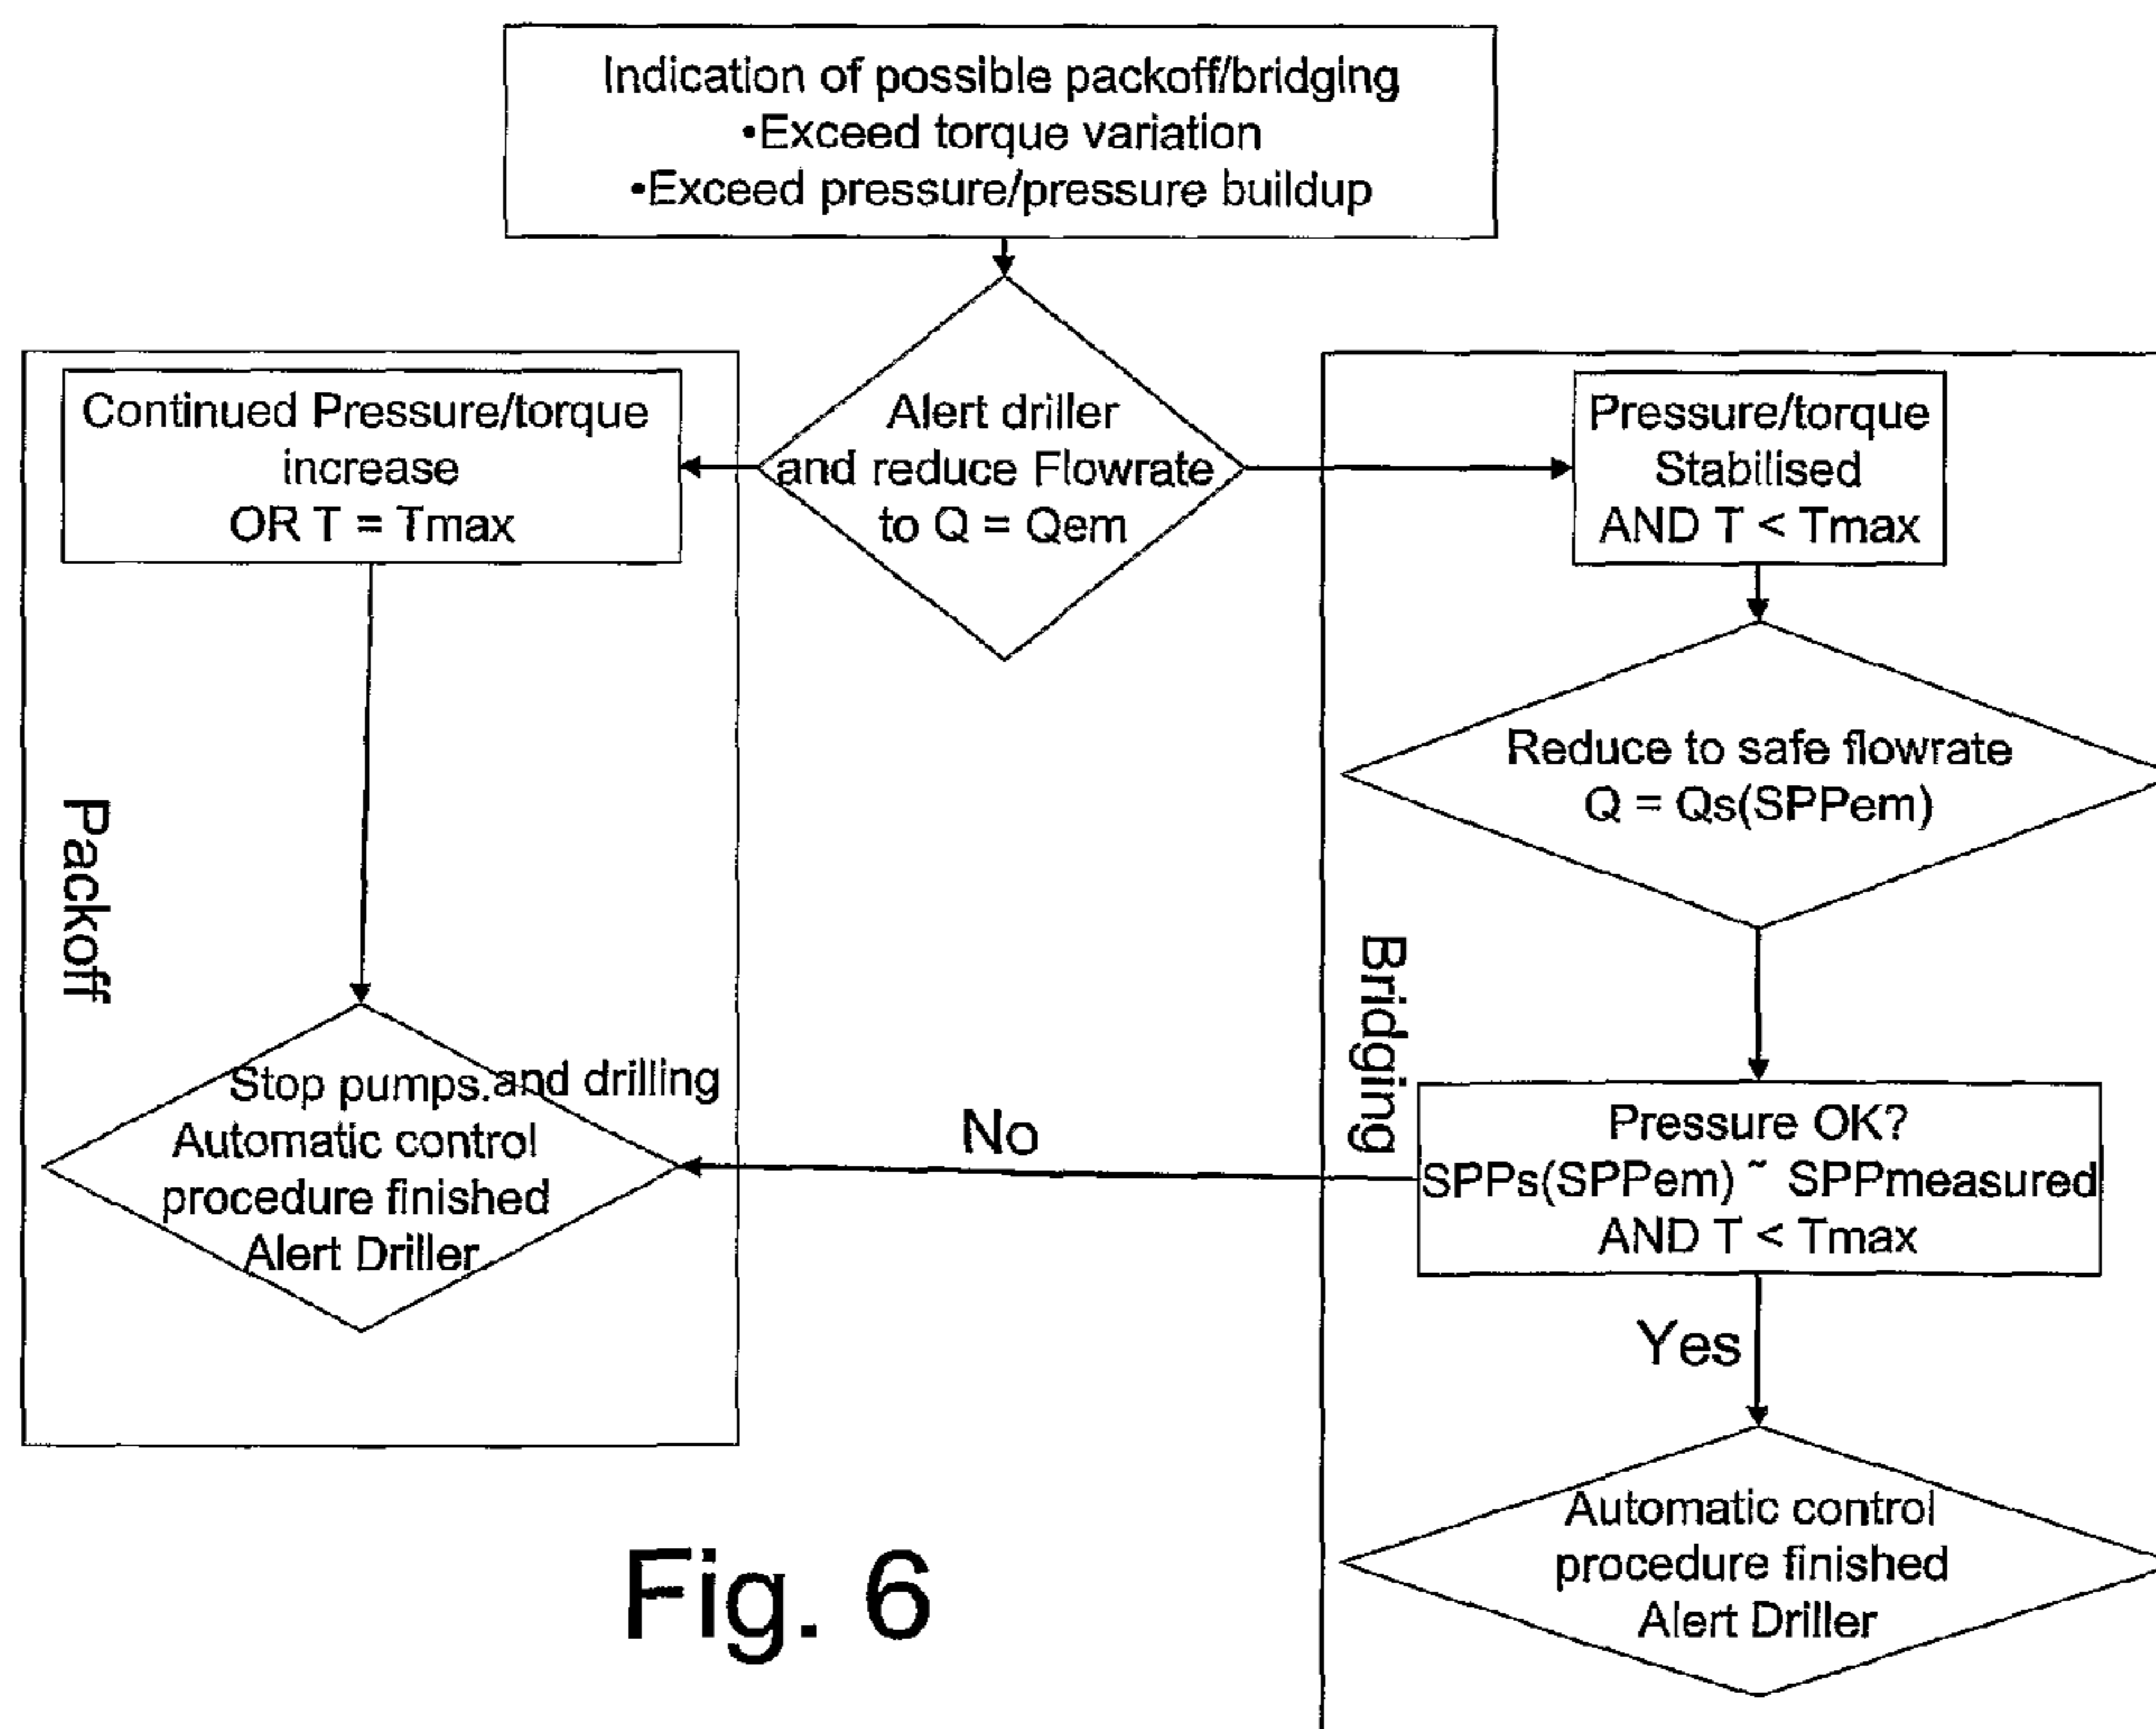 Indication of possible packoff/bridging
•Exceed torque variation
•Exceed pressure/pressure buildup
Alert driller
and reduce Flowrate
to Q = Qem
Continued Pressure/torque
increase
OR T = Tmax
Pressure/torque
Stabilised
AND T < Tmax
Reduce to safe flowrate
Q = Qs(SPPem)
Packoff
Bridging
Stop pumps.and drilling
Automatic control
procedure finished
Alert Driller
No
Pressure OK?
SPPs(SPPem) ~ SPPmeasured
AND T < Tmax
Yes
Automatic control
procedure finished
Alert Driller
Fig. 6